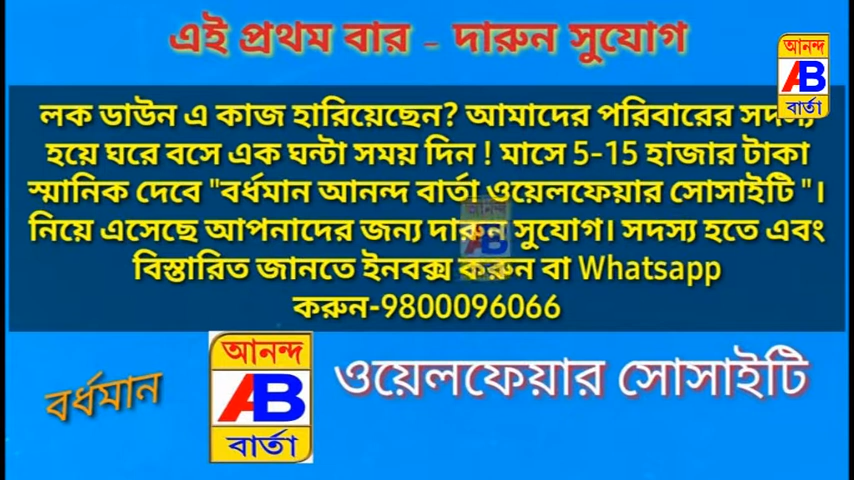 এই প্রথম বার - দারুন সুযোগ
আনন্দ
AB
বার্তা
লক ডাউন এ কাজ হারিয়েছেন? আমাদের পরিবারের সদস্য
হয়ে ঘরে বসে এক ঘন্টা সময় দিন ! মাসে 5-15 হাজার টাকা
স্মানিক দেবে "বর্ধমান আনন্দ বার্তা ওয়েলফেয়ার সোসাইটি "।
নিয়ে এসেছে আপনাদের জন্য দারুন সুযোগ। সদস্য হতে এবং
বিস্তারিত জানতে ইনবক্স করুন বা Whatsapp
করুন-9800096066
আনন্দ
AB
বর্ধমান
আনন্দ
AB
বার্তা
ওয়েলফেয়ার সোসাইটি